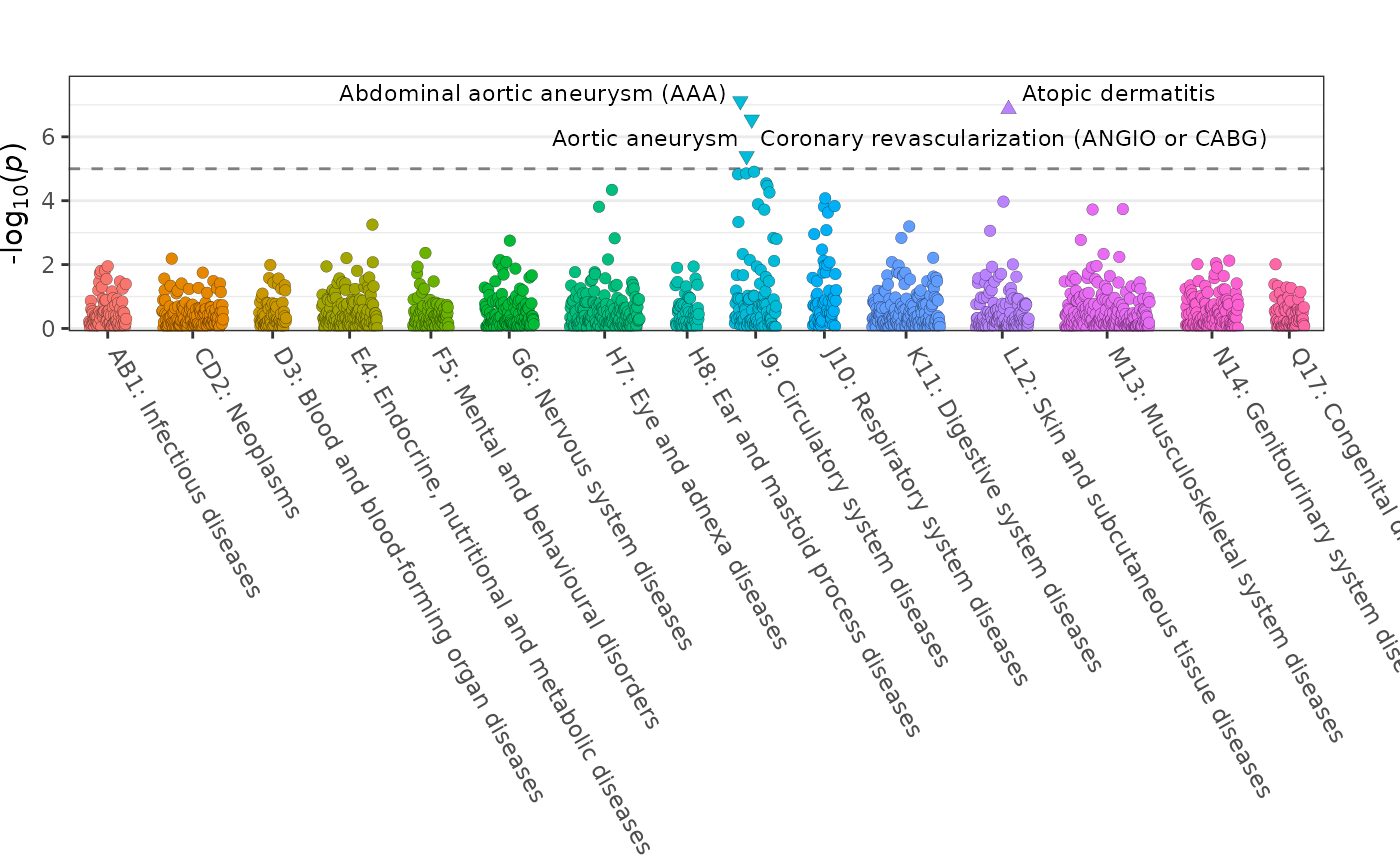 Abdominal aortic aneurysm (AAA)
Atopic dermatitis
Aortic aneurysm
Coronary revascularization (ANGIO or CABG)
-log10(p)
6
4
2
0
AB1: Infectious diseases
CD2: Neoplasms
D3: Blood and blood-forming organ diseases
E4: Endocrine, nutritional and metabolic diseases
F5: Mental and behavioural disorders
G6: Nervous system diseases
H7: Eye and adnexa diseases
H8: Ear and mastoid process diseases
I9: Circulatory system diseases
J10: Respiratory system diseases
K11: Digestive system diseases
L12: Skin and subcutaneous tissue diseases
M13: Musculoskeletal system diseases
N14: Genitourinary system
Q17: Congenital